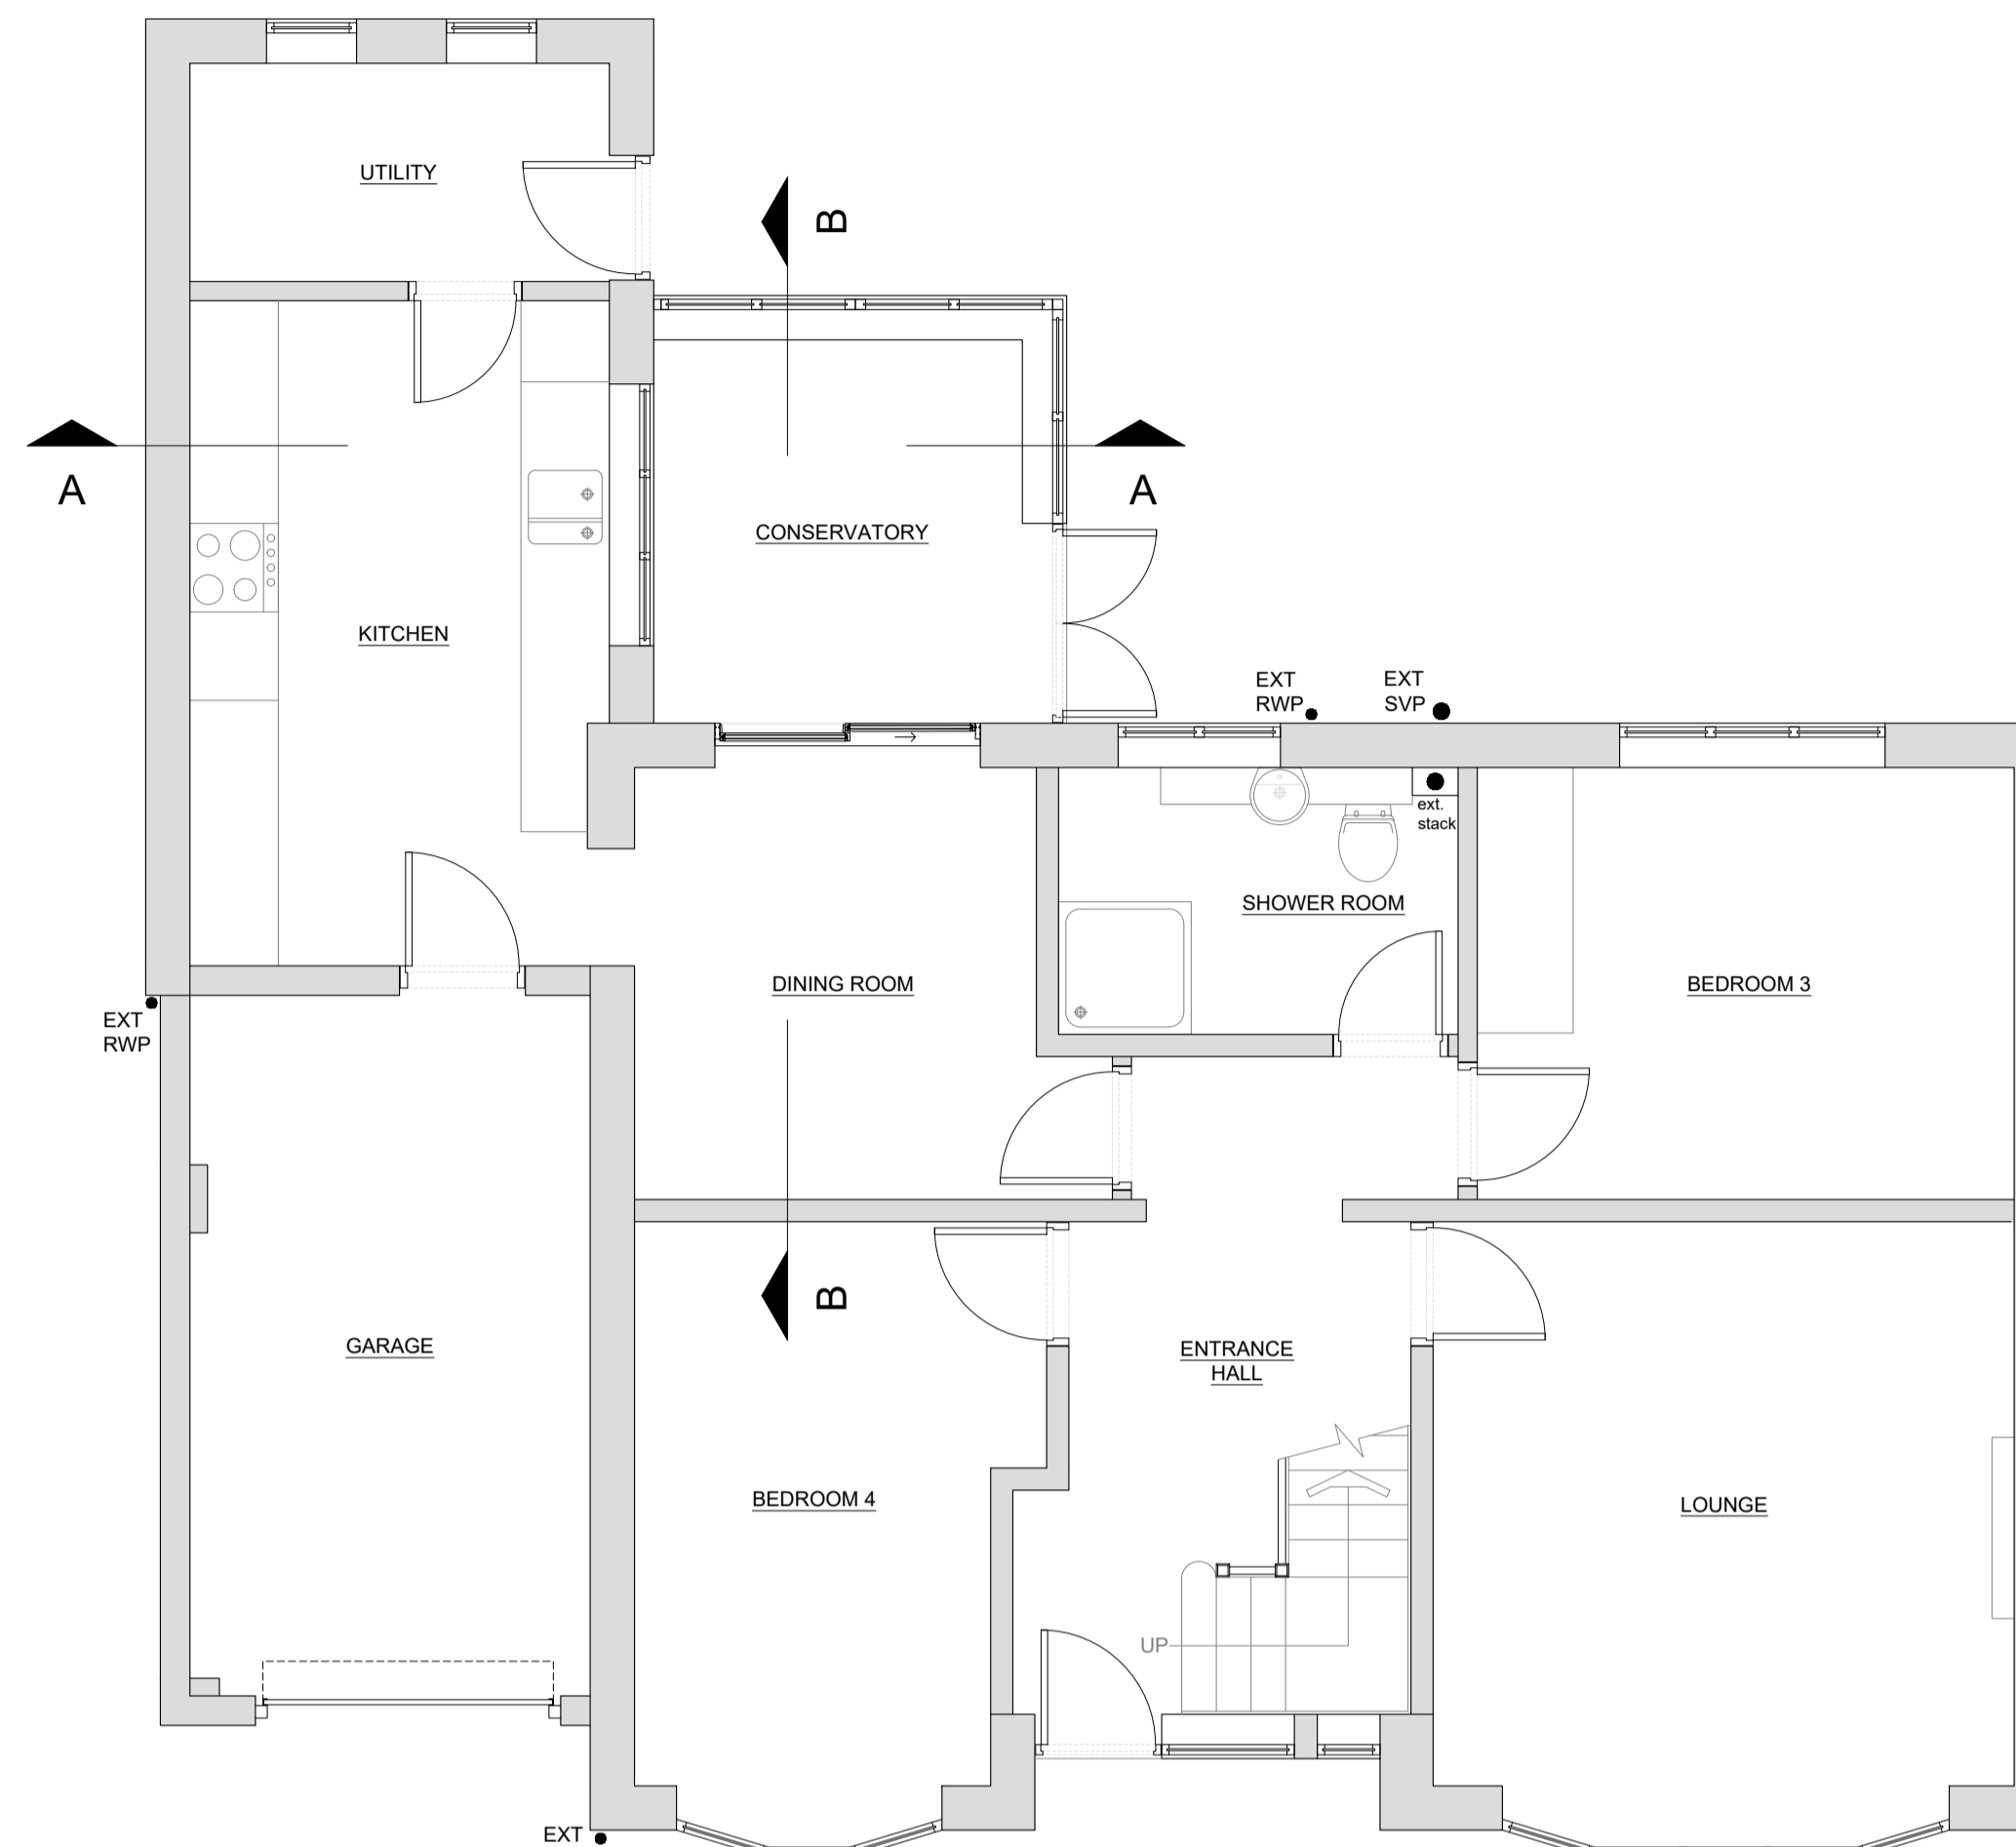 UTILITY
B
A
A
CONSERVATORY
KITCHEN
EXT
RWP
EXT
SVP
ext.
stack
SHOWER ROOM
DINING ROOM
BEDROOM 3
EXT
RWP
B
GARAGE
ENTRANCE
HALL
BEDROOM 4
LOUNGE
UP
EXT